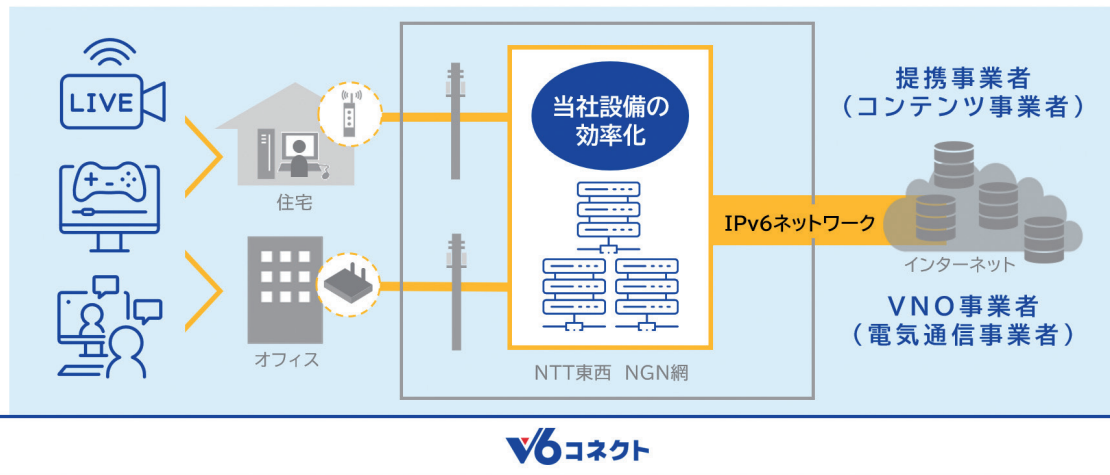 LIVE
住宅
オフィス
当社設備の
効率化
NTT東西 NGN網
IPv6ネットワーク
提携事業者
(コンテンツ事業者)
インターネット
VNO事業者
(電気通信事業者)
V6コネクト